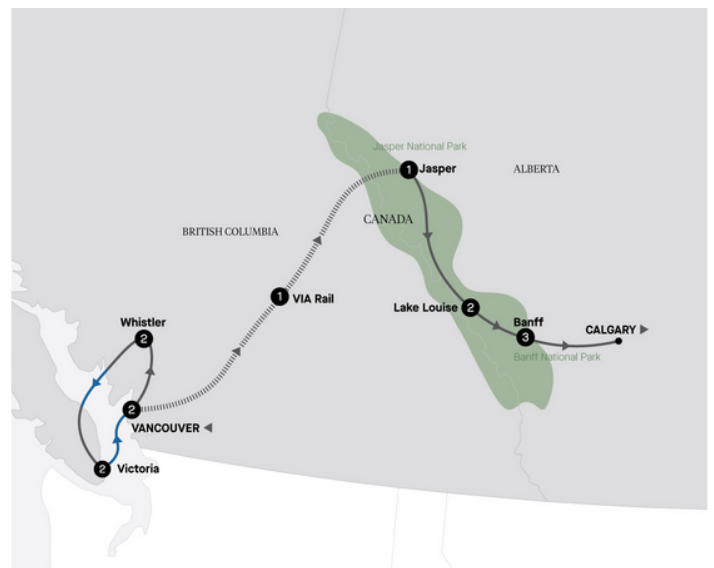 Jasper National Park
1 Jasper
ALBERTA
CANADA
BRITISH COLUMBIA
1 VIA Rail
Lake Louise 2
Whistler
2
Banff
3
CALGARY
Banff National Park
2
VANCOUVER
2 Victoria